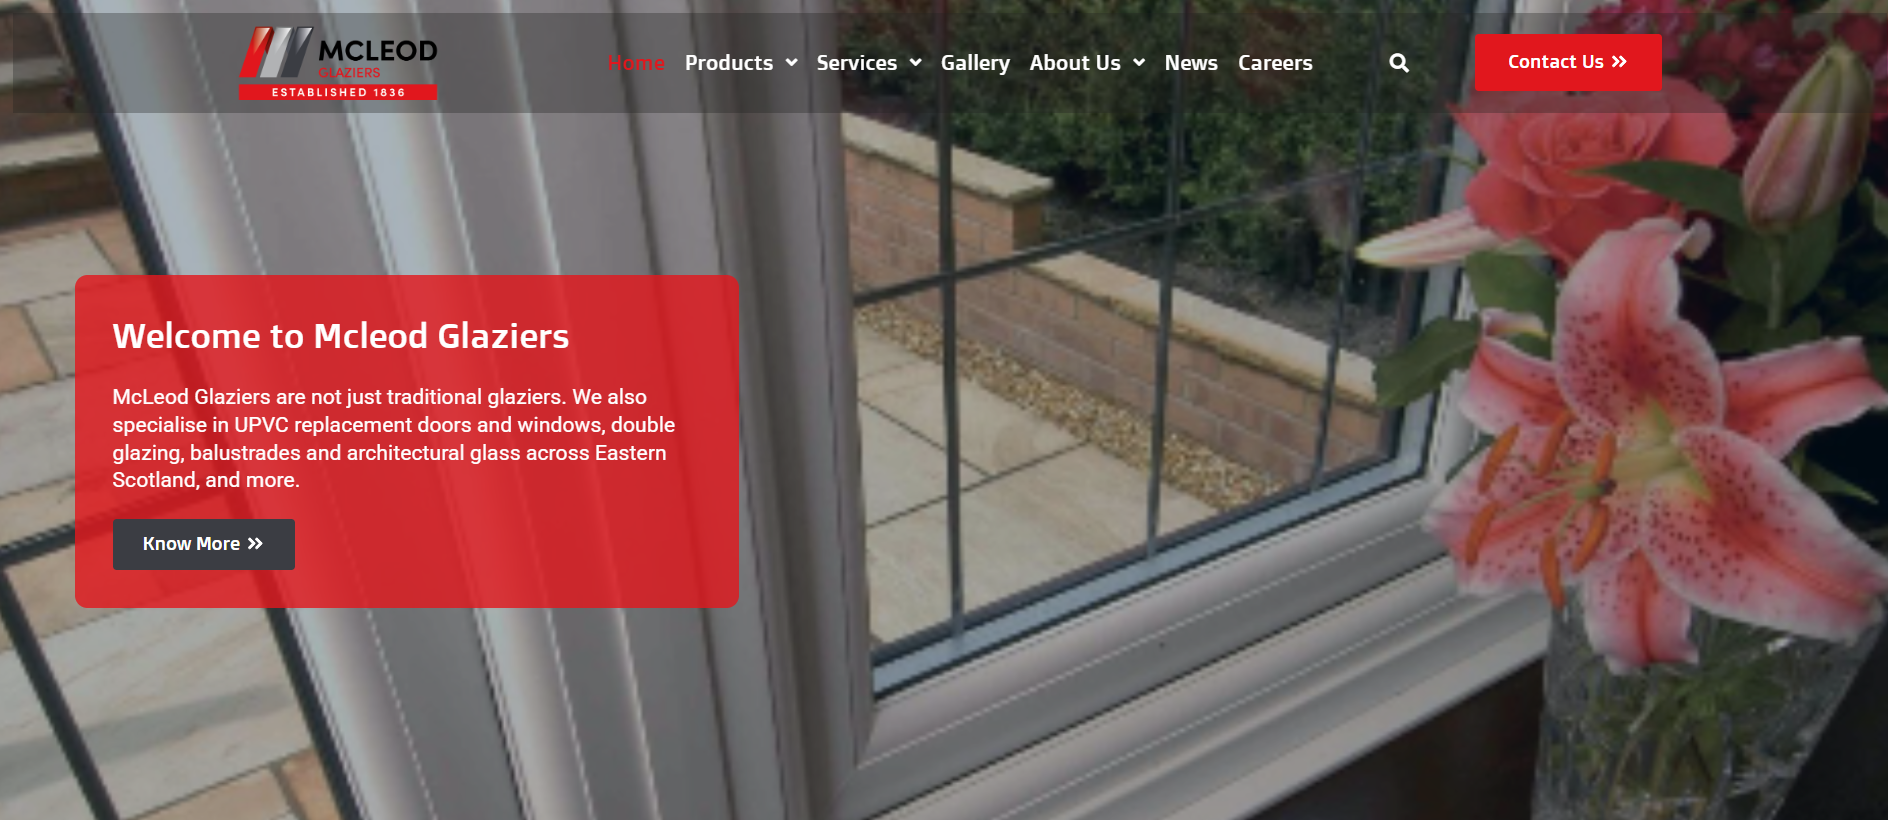 MCLEOD
GLAZIERS
ESTABLISHED 1836
Home Products Services Gallery About Us News Careers
Contact Us »
Welcome to Mcleod Glaziers
McLeod Glaziers are not just traditional glaziers. We also
specialise in UPVC replacement doors and windows, double
glazing, balustrades and architectural glass across Eastern
Scotland, and more.
Know More »